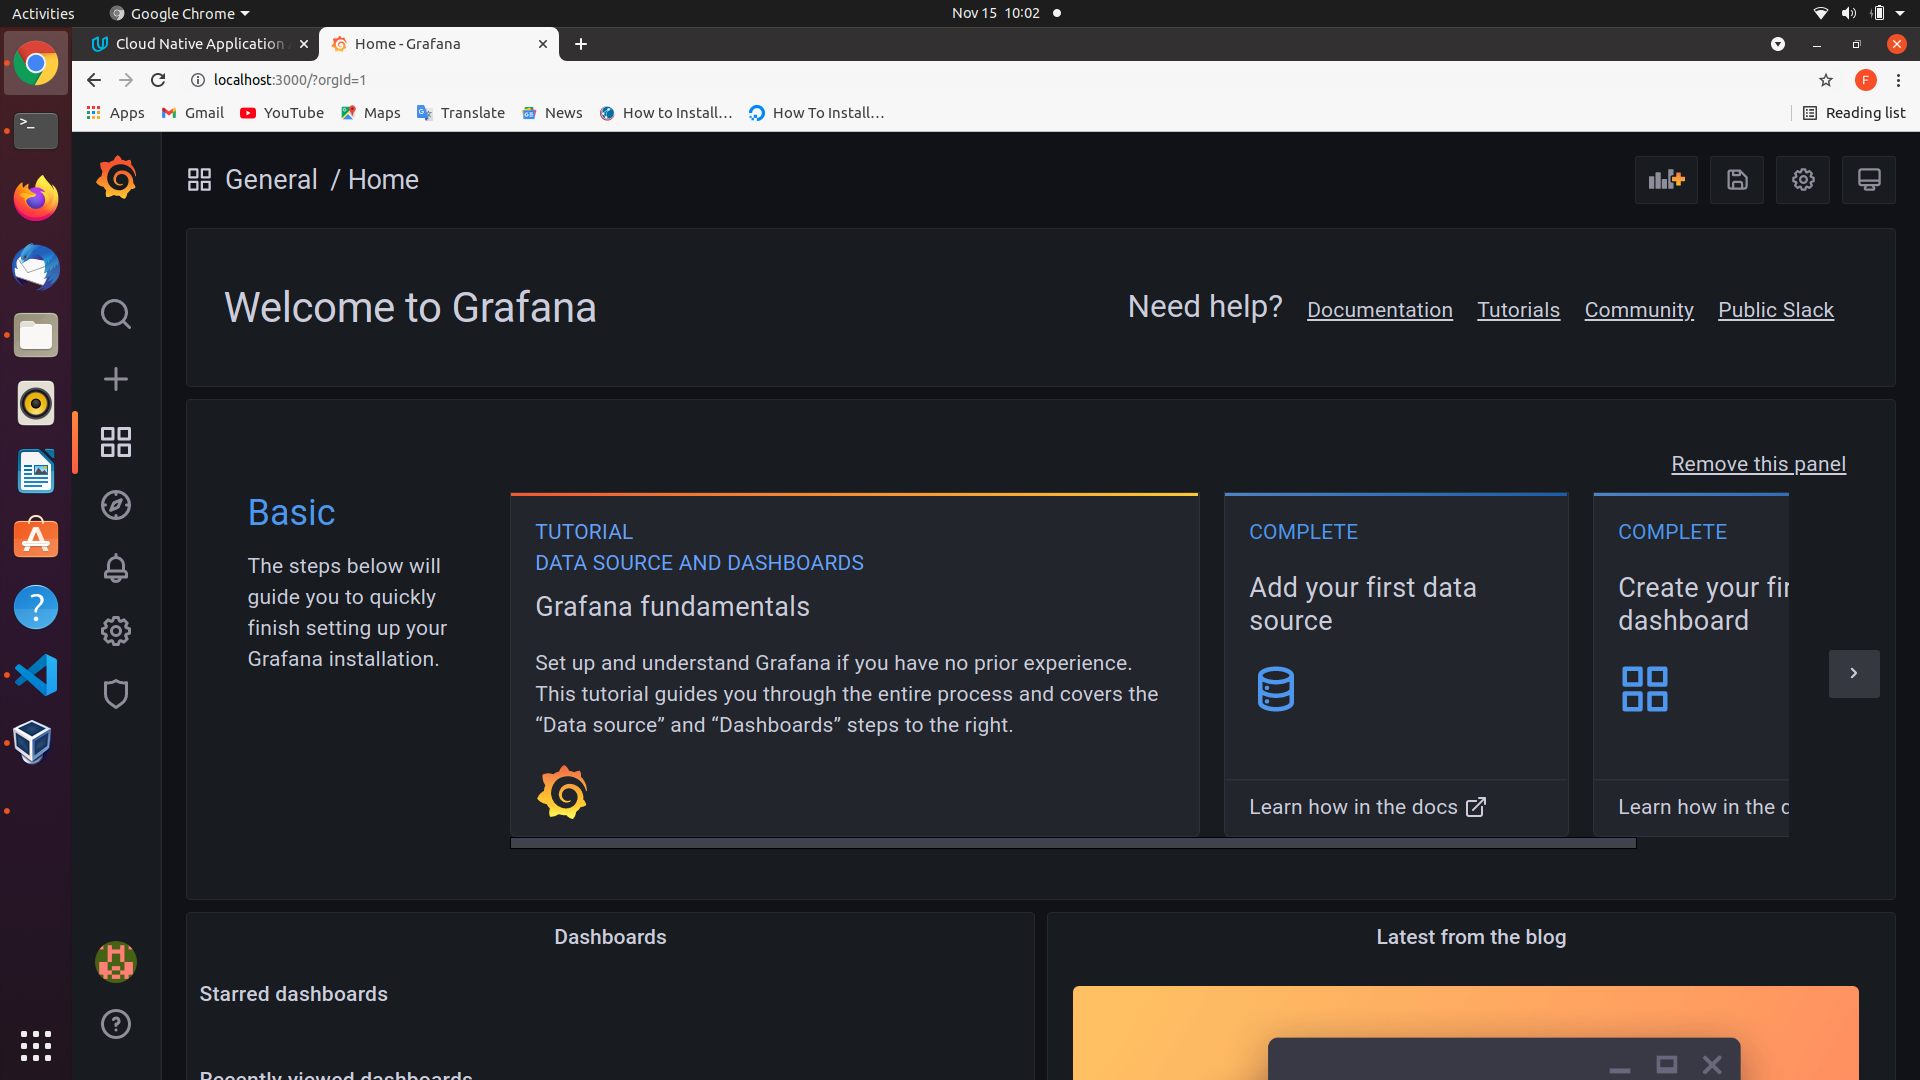 Activities
Google Chrome
Nov 15 10:02
Cloud Native Application
Home - Grafana
localhost:3000/?orgId=1
F
Apps
Gmail
YouTube
Maps
Translate
News
How to Install...
How To Install...
Reading list
General / Home
Welcome to Grafana
Need help?
Documentation
Tutorials
Community
Public Slack
Remove this panel
Basic
The steps below will
guide you to quickly
finish setting up your
Grafana installation.
TUTORIAL
DATA SOURCE AND DASHBOARDS
Grafana fundamentals
Set up and understand Grafana if you have no prior experience.
This tutorial guides you through the entire process and covers the
“Data source” and “Dashboards” steps to the right.
COMPLETE
Add your first data
source
Learn how in the docs
COMPLETE
Create your fir
dashboard
Learn how in the d
Dashboards
Starred dashboards
Recently viewed dashboards
Latest from the blog